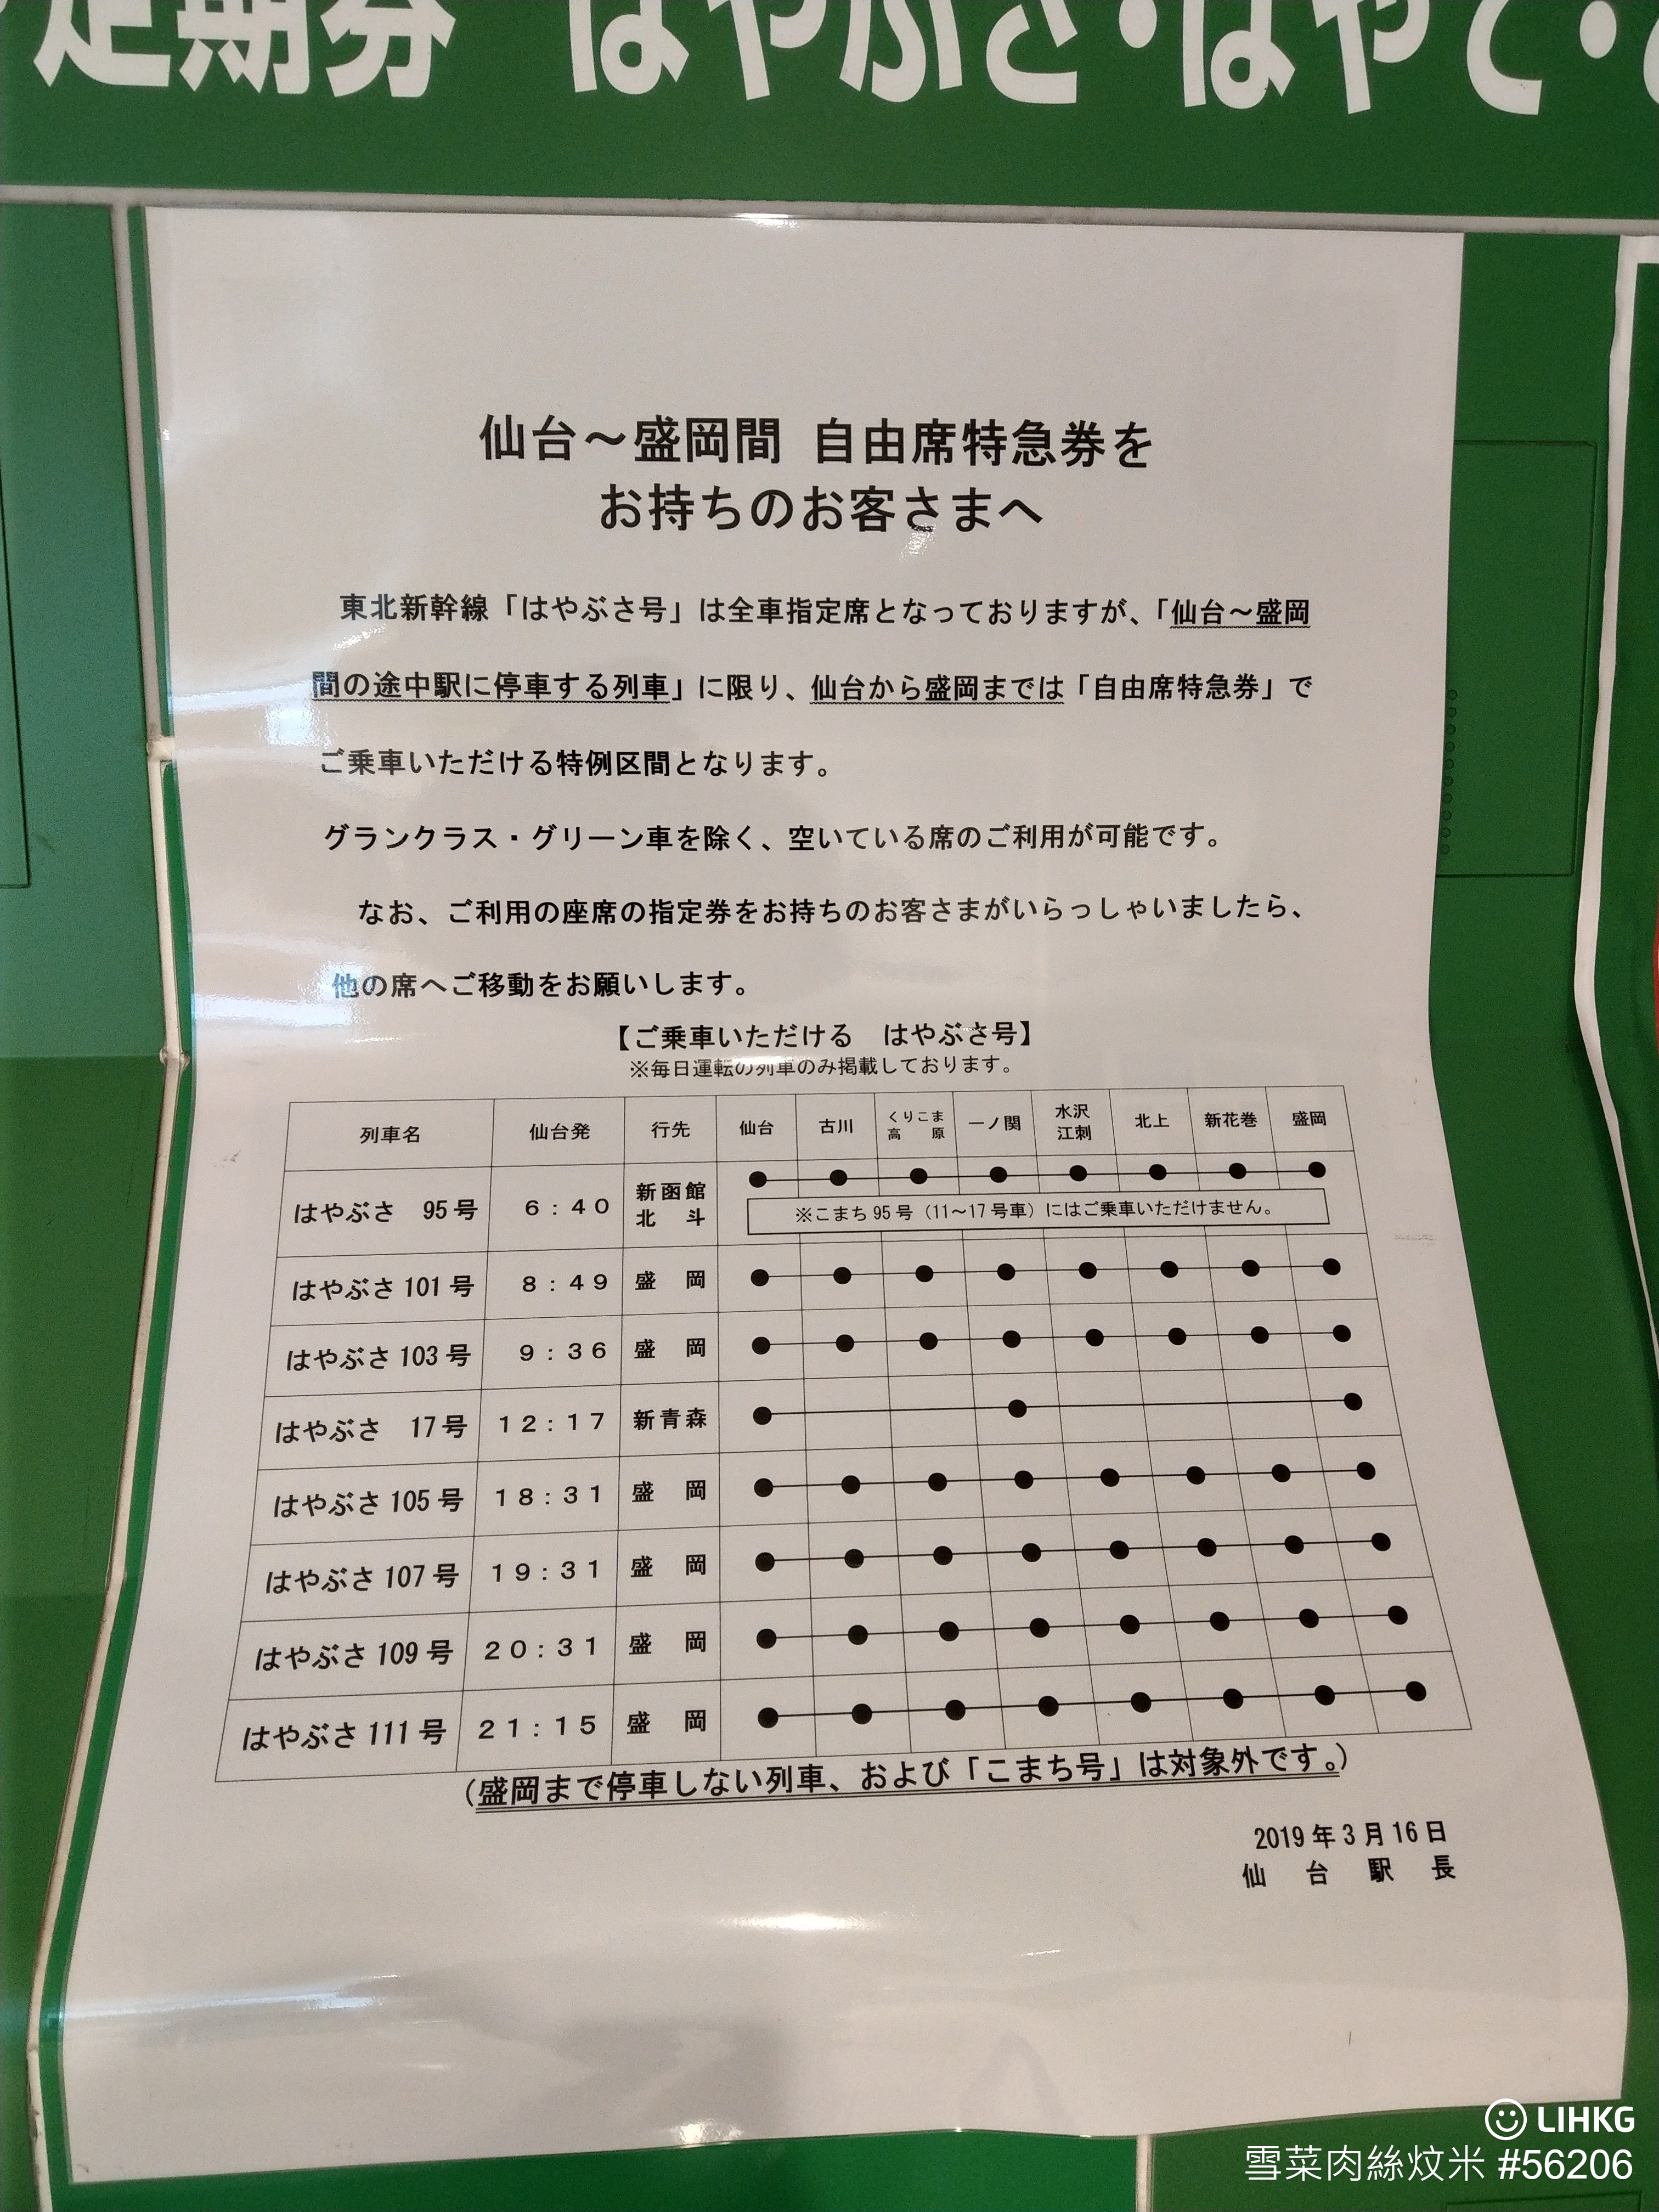 定期券　はやぶさ・はやて・
仙台～盛岡間 自由席特急券を
お持ちのお客さまへ
東北新幹線「はやぶさ号」は全車指定席となっておりますが、「仙台～盛岡
間の途中駅に停車する列車」に限り、仙台から盛岡までは「自由席特急券」で
ご乗車いただける特例区間となります。
グランクラス・グリーン車を除く、空いている席のご利用が可能です。
なお、ご利用の座席の指定券をお持ちのお客さまがいらっしゃいましたら、
他の席へご移動をお願いします。
【ご乗車いただける　はやぶさ号】
※毎日運転の列車のみ掲載しております。
列車名 仙台発 行先 仙台 古川 くりこま高原 一ノ関 水沢江刺 北上 新花巻 盛岡
はやぶさ　95号 6：40 新函館北斗 ● ● ● ● ● ● ● ●
※こまち95号（11～17号車）にはご乗車いただけません。
はやぶさ101号 8：49 盛　岡 ● ● ● ● ● ● ● ●
はやぶさ103号 9：36 盛　岡 ● ● ● ● ● ● ● ●
はやぶさ　17号 12：17 新青森 ● ● ●
はやぶさ105号 18：31 盛　岡 ● ● ● ● ● ● ● ●
はやぶさ107号 19：31 盛　岡 ● ● ● ● ● ● ● ●
はやぶさ109号 20：31 盛　岡 ● ● ● ● ● ● ● ●
はやぶさ111号 21：15 盛　岡 ● ● ● ● ● ● ● ●
（盛岡まで停車しない列車、および「こまち号」は対象外です。）
2019年3月16日
仙　台　駅　長
LIHKG
雪菜肉絲炆米 #56206